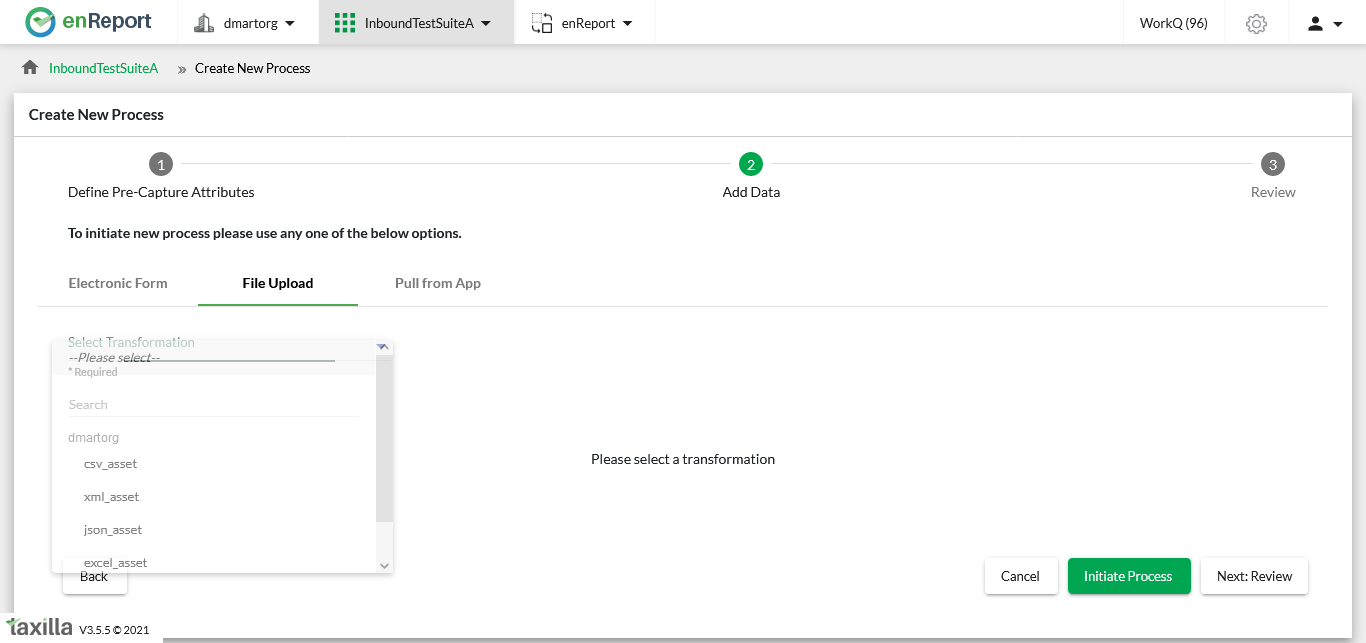 enReport
dmartorg
InboundTestSuiteA
enReport
WorkQ (96)
InboundTestSuiteA » Create New Process
Create New Process
1
Define Pre-Capture Attributes
2
Add Data
3
Review
To initiate new process please use any one of the below options.
Electronic Form
File Upload
Pull from App
Select Transformation
--Please select--
* Required
Search
dmartorg
csv_asset
xml_asset
json_asset
excel_asset
Please select a transformation
Back
Cancel
Initiate Process
Next: Review
taxilla V3.5.5 © 2021